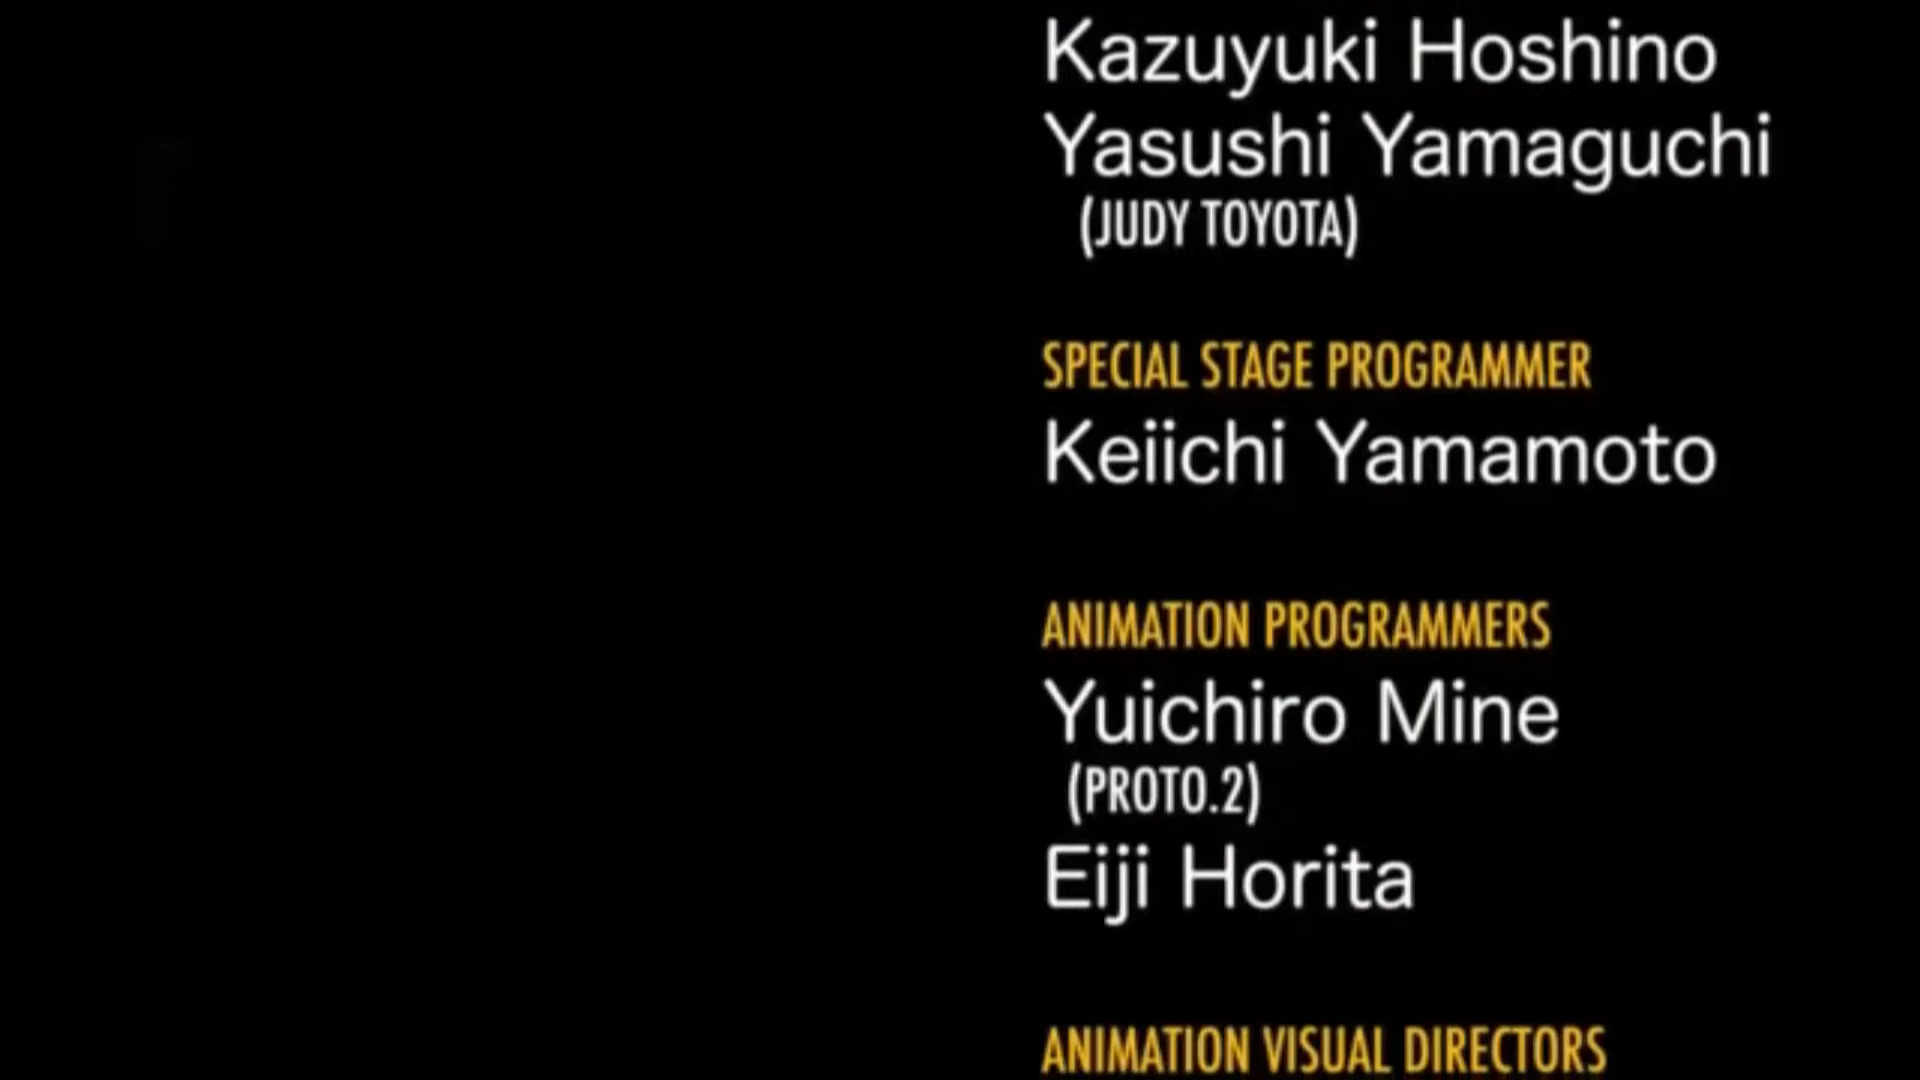 Kazuyuki Hoshino
Yasushi Yamaguchi
(JUDY TOYOTA)
SPECIAL STAGE PROGRAMMER
Keiichi Yamamoto
ANIMATION PROGRAMMERS
Yuichiro Mine
(PROTO.2)
Eiji Horita
ANIMATION VISUAL DIRECTORS